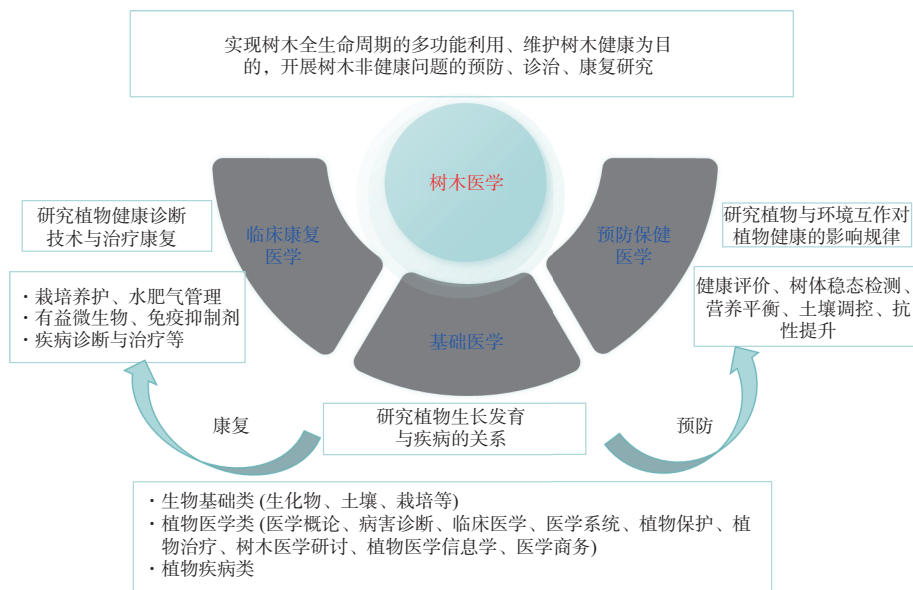 实现树木全生命周期的多功能利用、维护树木健康为目
的，开展树木非健康问题的预防、诊治、康复研究
树木医学
临床康复
医学
预防保健
医学
基础医学
研究植物健康诊断
技术与治疗康复
· 栽培养护、水肥气管理
· 有益微生物、免疫抑制剂
· 疾病诊断与治疗等
研究植物与环境互作对
植物健康的影响规律
健康评价、树体稳态检测、
营养平衡、土壤调控、抗
性提升
康复
研究植物生长发育
与疾病的关系
预防
· 生物基础类 (生化物、土壤、栽培等)
· 植物医学类 (医学概论、病害诊断、临床医学、医学系统、植物保护、植
物治疗、树木医学研讨、植物医学信息学、医学商务)
· 植物疾病类